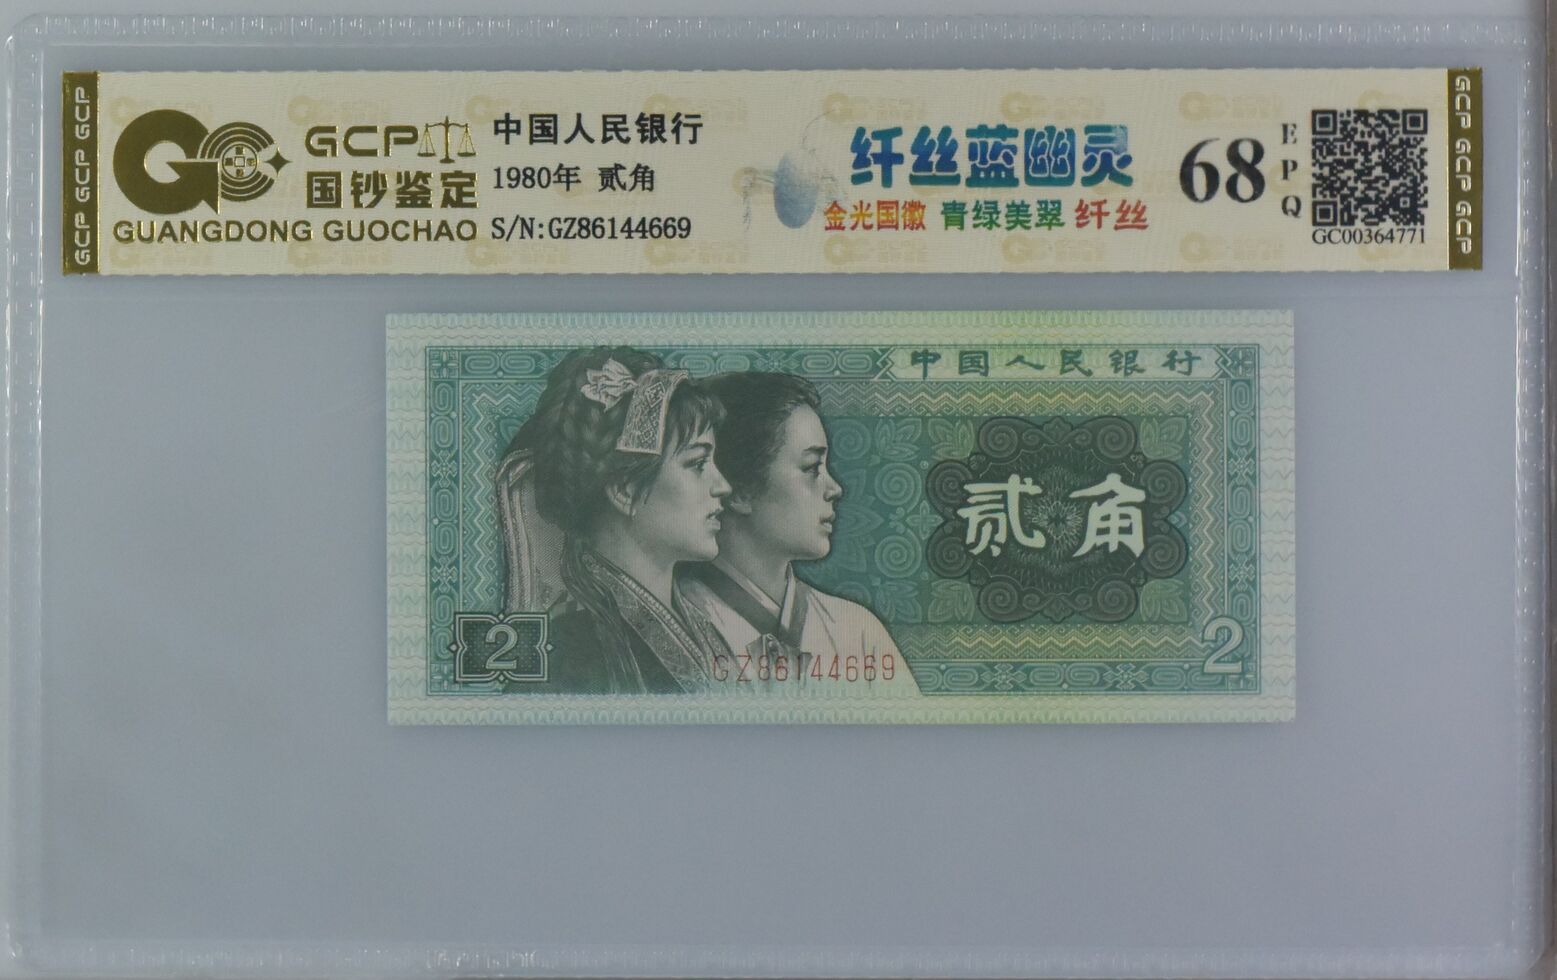 GCP GCP GCP
GCP
国钞鉴定
GUANGDONG GUOCHAO
中国人民银行
1980年 贰角
S/N:GZ86144669
纤丝蓝幽灵
金光国徽 青绿美翠 纤丝
68
EPQ
GC00364771
GCP GCP GCP
中国人民银行
贰角
2
GZ86144669
2